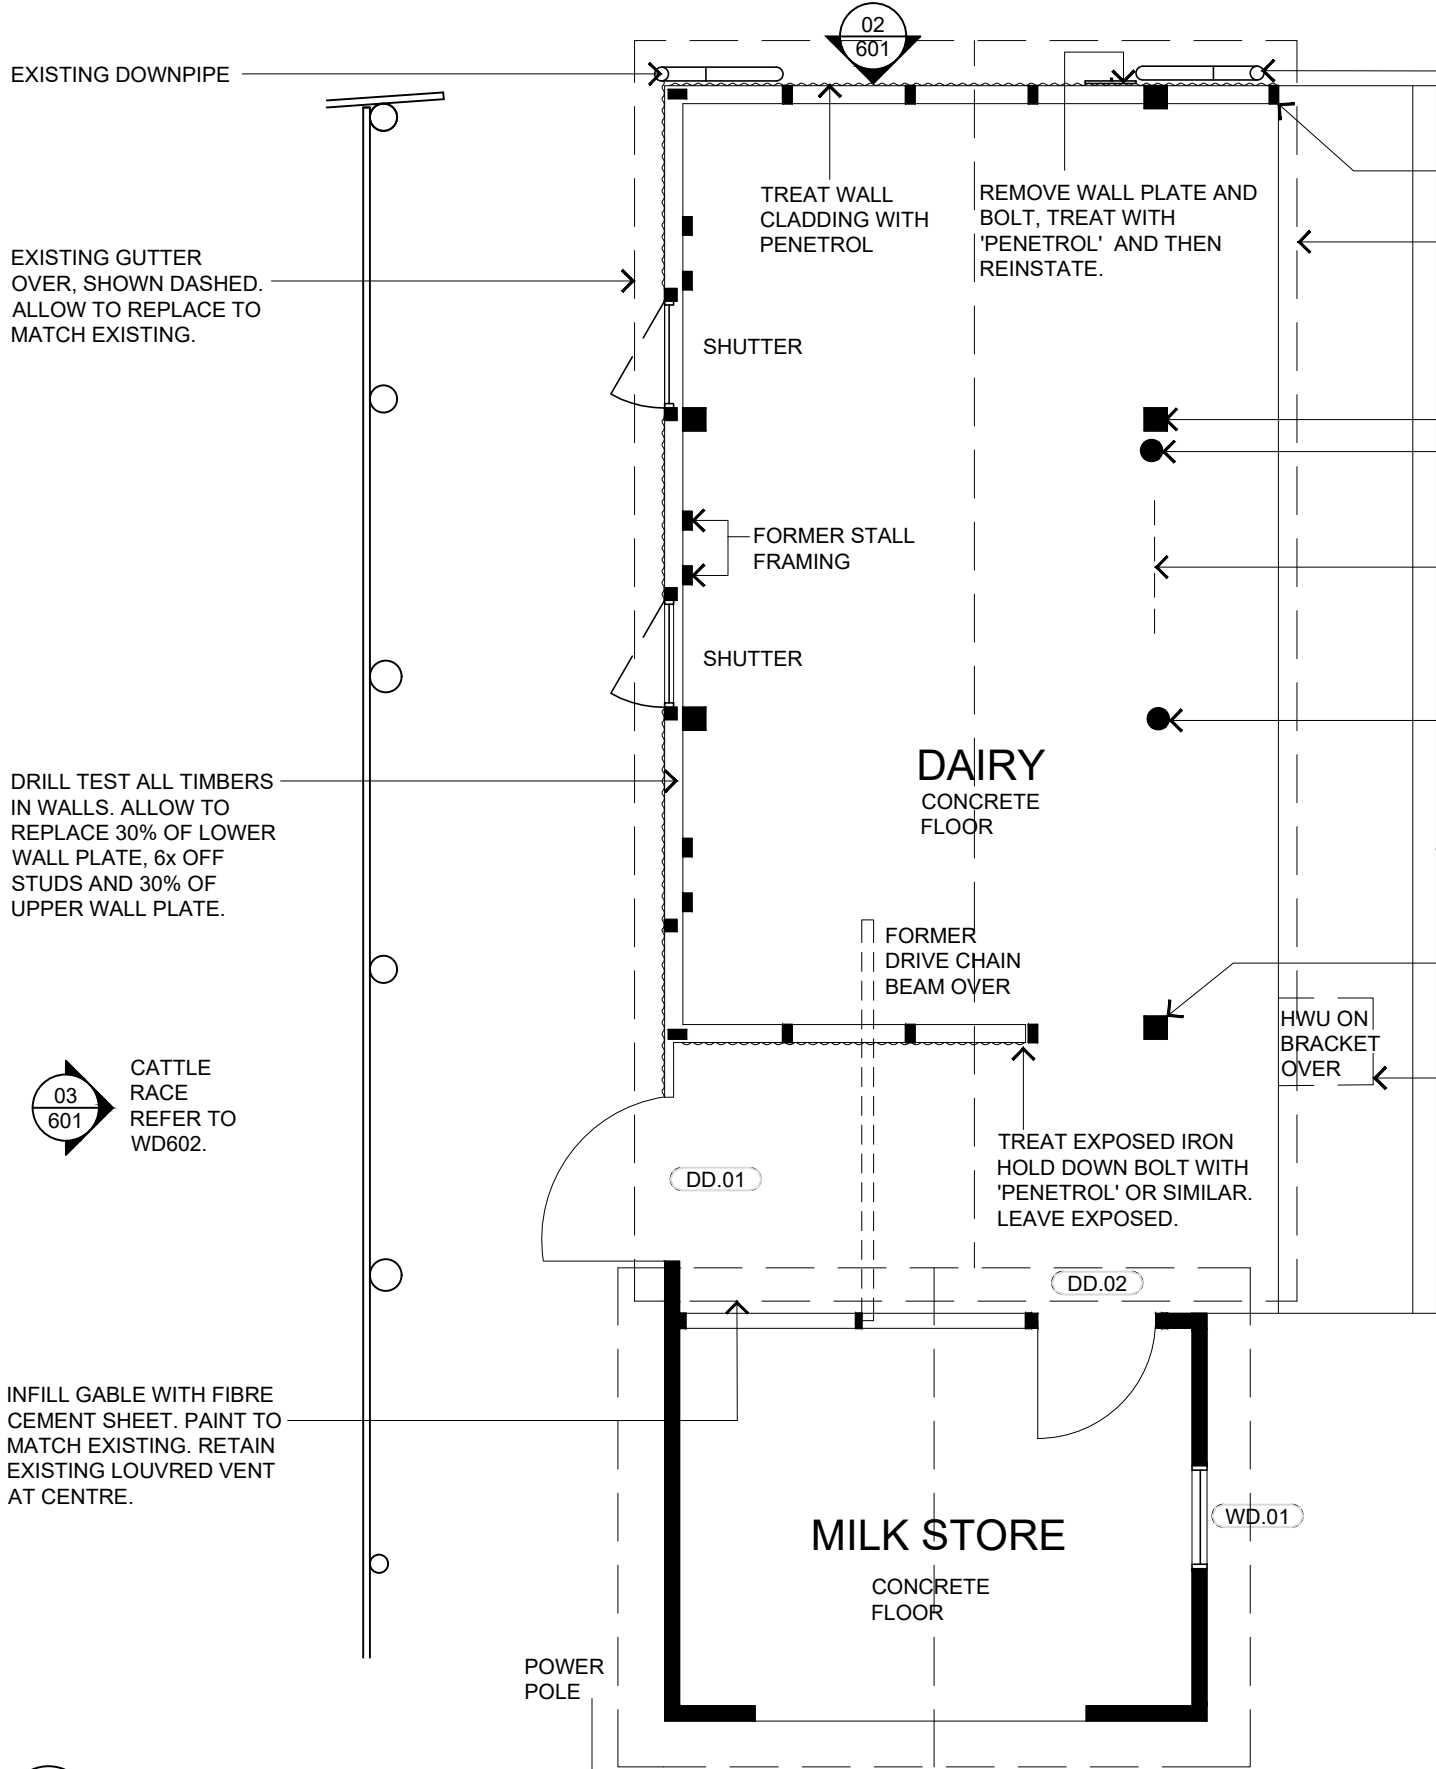 02
601
EXISTING DOWNPIPE
TREAT WALL
CLADDING WITH
PENETROL
REMOVE WALL PLATE AND
BOLT, TREAT WITH
'PENETROL' AND THEN
REINSTATE.
EXISTING GUTTER
OVER, SHOWN DASHED.
ALLOW TO REPLACE TO
MATCH EXISTING.
SHUTTER
FORMER STALL
FRAMING
SHUTTER
DAIRY
CONCRETE
FLOOR
DRILL TEST ALL TIMBERS
IN WALLS. ALLOW TO
REPLACE 30% OF LOWER
WALL PLATE, 6x OFF
STUDS AND 30% OF
UPPER WALL PLATE.
FORMER
DRIVE CHAIN
BEAM OVER
HWU ON
BRACKET
OVER
03
601
CATTLE
RACE
REFER TO
WD602.
TREAT EXPOSED IRON
HOLD DOWN BOLT WITH
'PENETROL' OR SIMILAR.
LEAVE EXPOSED.
DD.01
DD.02
INFILL GABLE WITH FIBRE
CEMENT SHEET. PAINT TO
MATCH EXISTING. RETAIN
EXISTING LOUVRED VENT
AT CENTRE.
MILK STORE
CONCRETE
FLOOR
WD.01
POWER
POLE